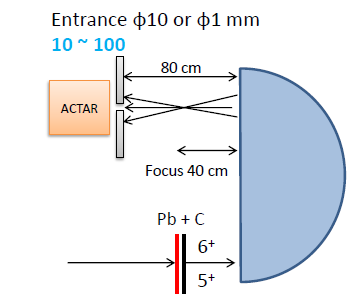 Entrance ϕ10 or ϕ1 mm
10 ~ 100
80 cm
ACTAR
Focus 40 cm
Pb + C
6+
5+